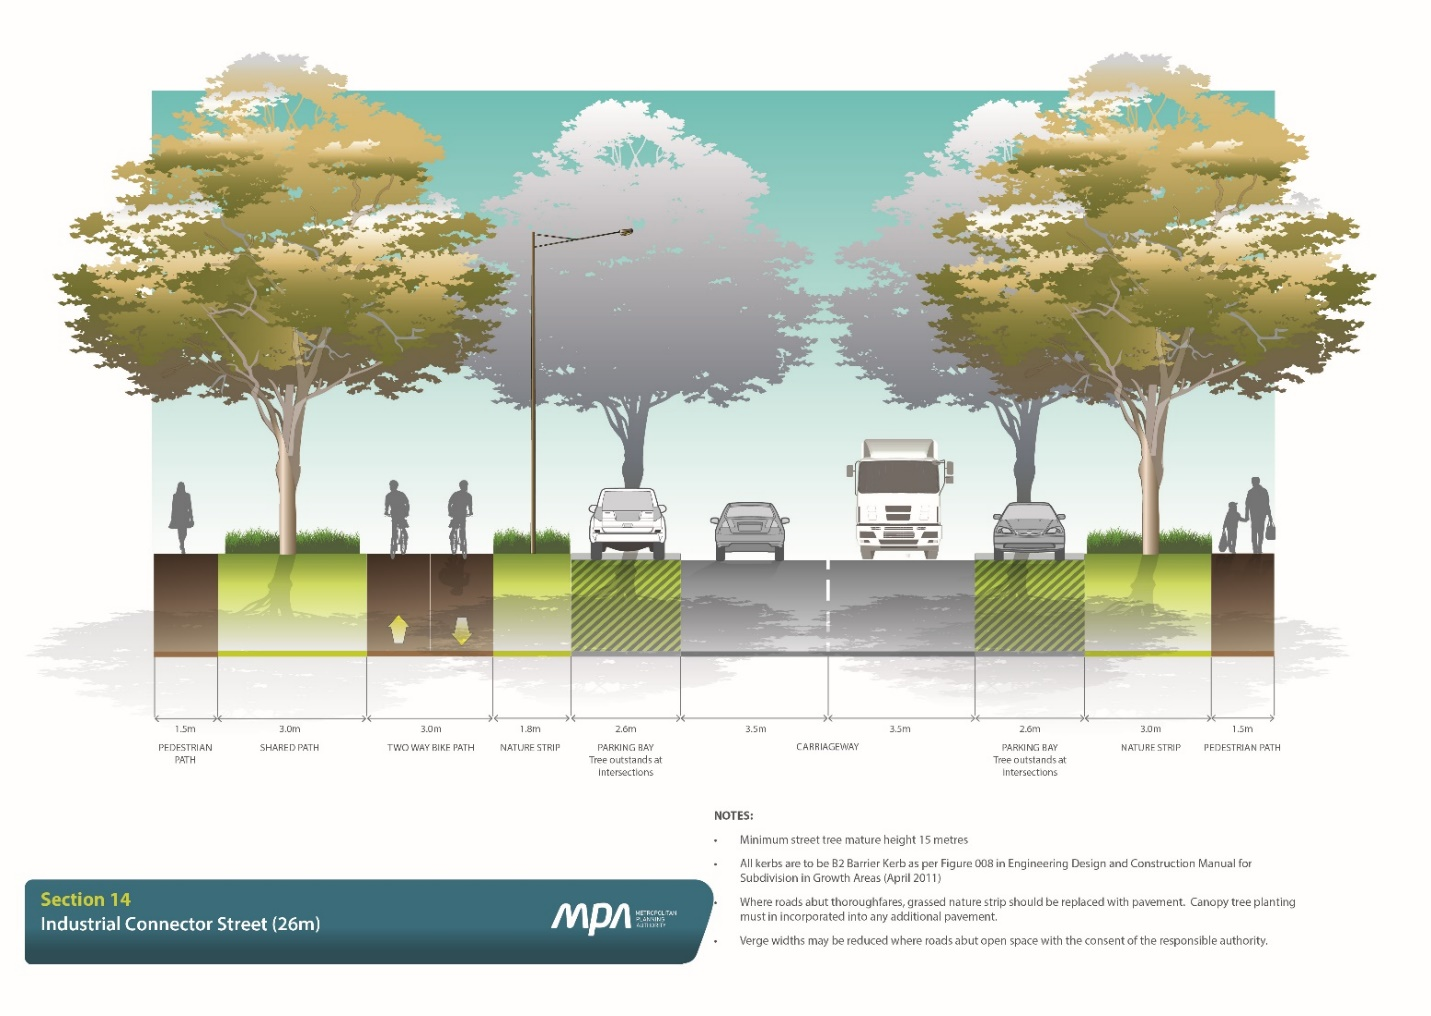 1.5m 3.0m 3.0m 1.8m 2.6m 3.5m 3.5m 2.6m 3.0m 1.5m
PEDESTRIAN
PATH
SHARED PATH
TWO WAY BIKE PATH
NATURE STRIP
PARKING BAY
Tree outstands at
intersections
CARRIAGEWAY
PARKING BAY
Tree outstands at
intersections
NATURE STRIP
PEDESTRIAN PATH
NOTES:
• Minimum street tree mature height 15 metres
• All kerbs are to be B2 Barrier Kerb as per Figure 008 in Engineering Design and Construction Manual for
Subdivision in Growth Areas (April 2011)
• Where roads abut thoroughfares, grassed nature strip should be replaced with pavement. Canopy tree planting
must in incorporated into any additional pavement.
• Verge widths may be reduced where roads abut open space with the consent of the responsible authority.
Section 14
Industrial Connector Street (26m)
MPA
METROPOLITAN
PLANNING
AUTHORITY